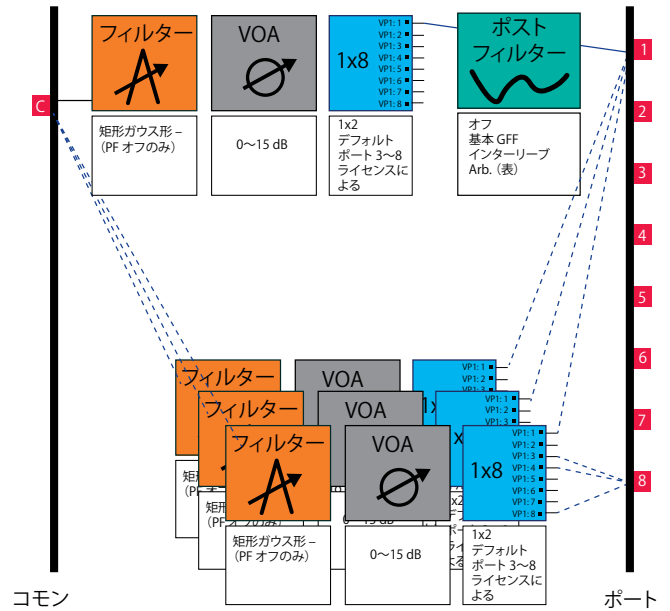 フィルター
VOA
1x8
VP1: 1
VP1: 2
VP1: 3
VP1: 4
VP1: 5
VP1: 6
VP1: 7
VP1: 8
ポスト
フィルター
1
2
3
4
5
6
7
8
C
矩形ガウス形 –
（PF オフのみ）
0〜15 dB
1x2
デフォルト
ポート 3〜8
ライセンスに
よる
オフ
基本 GFF
インターリーブ
Arb.（表）
フィルター
VOA
VP1: 1
VP1: 2
フィルター
VOA
VP1: 1
VP1: 2
VP1: 3
フィルター
VOA
1x8
VP1: 1
VP1: 2
VP1: 3
VP1: 4
VP1: 5
VP1: 6
VP1: 7
VP1: 8
矩形ガウス形 –
（PF オフのみ）
0〜15 dB
1x2
デフォルト
ポート 3〜8
ライセンスに
よる
コモン
ポート